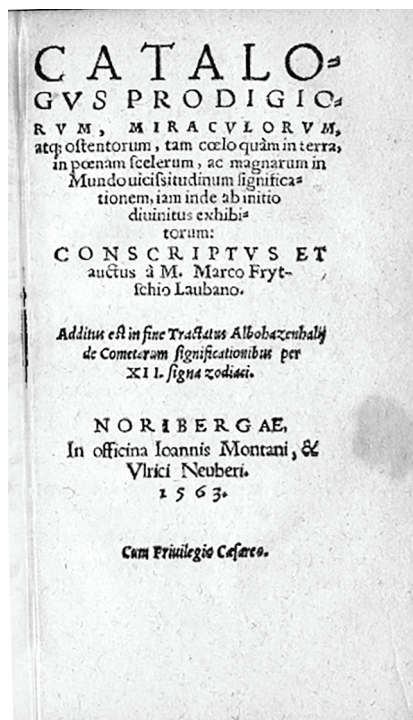 CATALO⸗
GVS PRODIGIO⸗
RVM, MIRACVLORVM,
atq; oſtentorum, tam cœlo quàm in terra,
in pœnam ſcelerum, ac magnarum in
Mundo uiciſsitudinum ſignifica⸗
tionem, iam inde ab initio
diuinitus exhibi⸗
torum:
CONSCRIPTVS ET
auctus à M. Marco Fryt-
ſchio Laubano.
Additus eſt in fine Tractatus Albohazenhalij
de Cometarum ſignificationibus per
XII. ſigna zodiaci.
NORIBERGAE,
In officina Ioannis Montani, &
Vlrici Neuberi.
1563.
Cum Priuilegio Cæſareo.